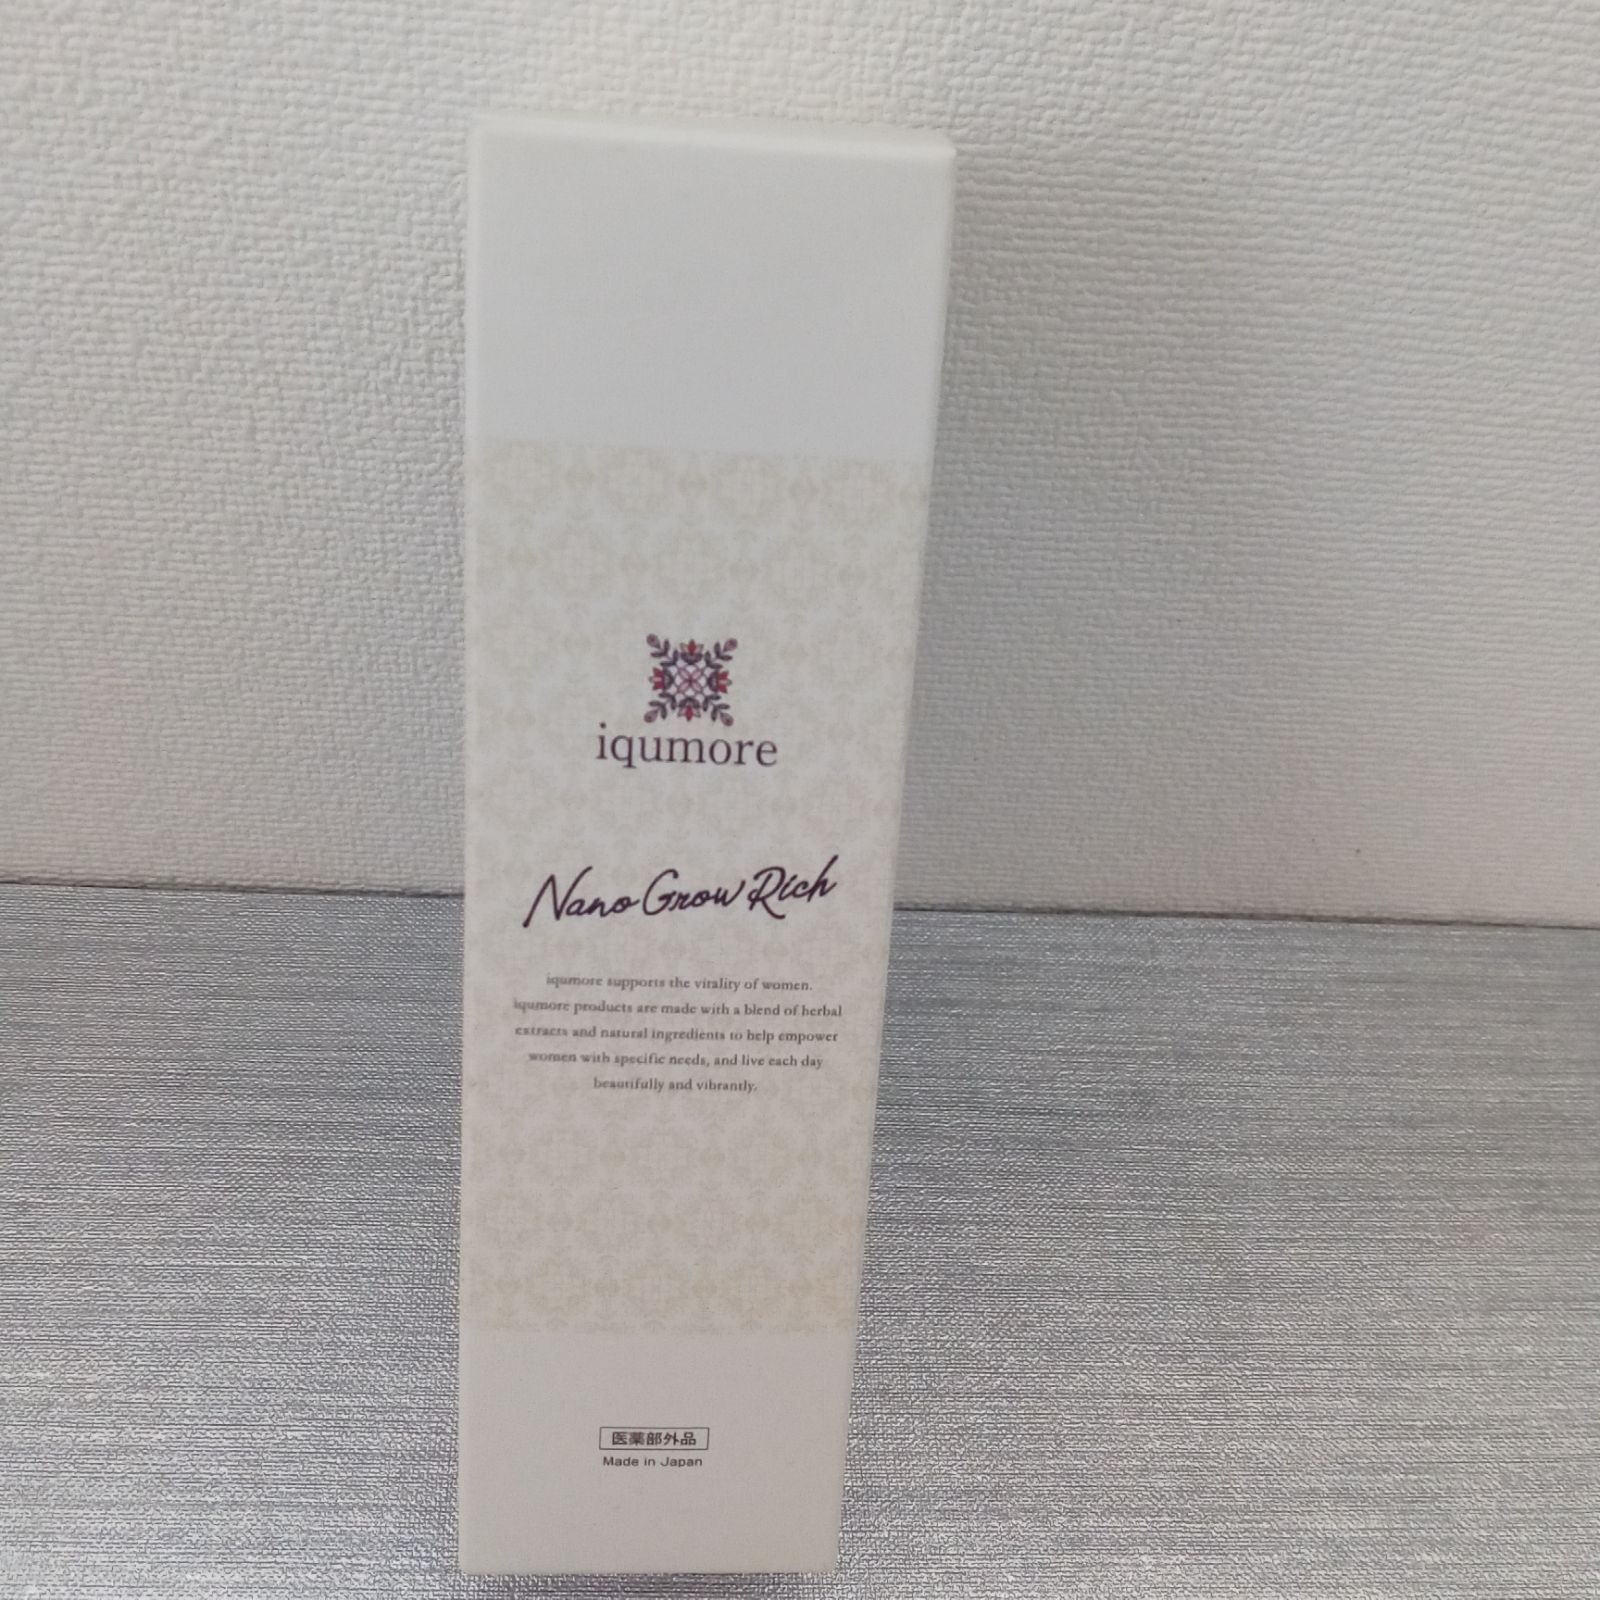 iqumore
Nano Grow Rich
iqumore supports the vitality of women.
iqumore products are made with a blend of herbal
extracts and natural ingredients to help empower
women with specific needs, and live each day
beautifully and vibrantly.
医薬部外品
Made in Japan